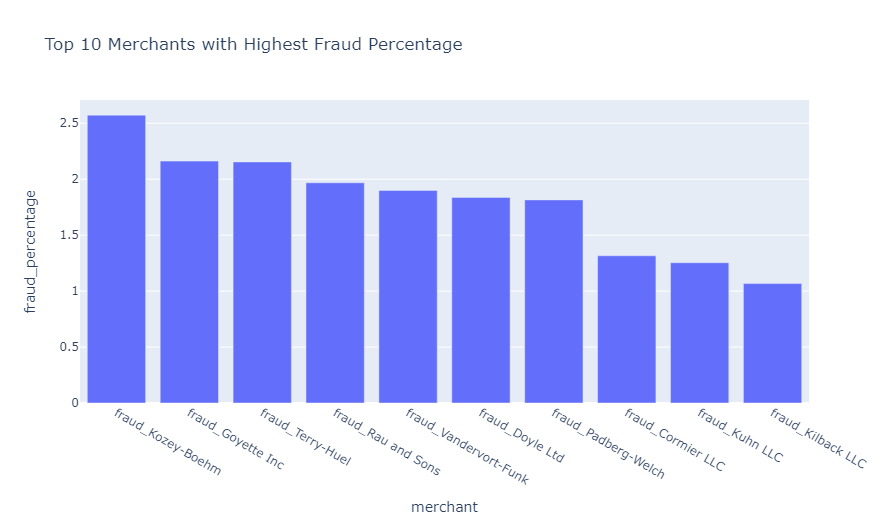 Top 10 Merchants with Highest Fraud Percentage
fraud_percentage
2.5
2
1.5
1
0.5
0
fraud_Kozey-Boehm
fraud_Goyette Inc
fraud_Terry-Huel
fraud_Rau and Sons
fraud_Vandervort-Funk
fraud_Doyle Ltd
fraud_Padberg-Welch
fraud_Cormier LLC
fraud_Kuhn LLC
fraud_Kilback LLC
merchant